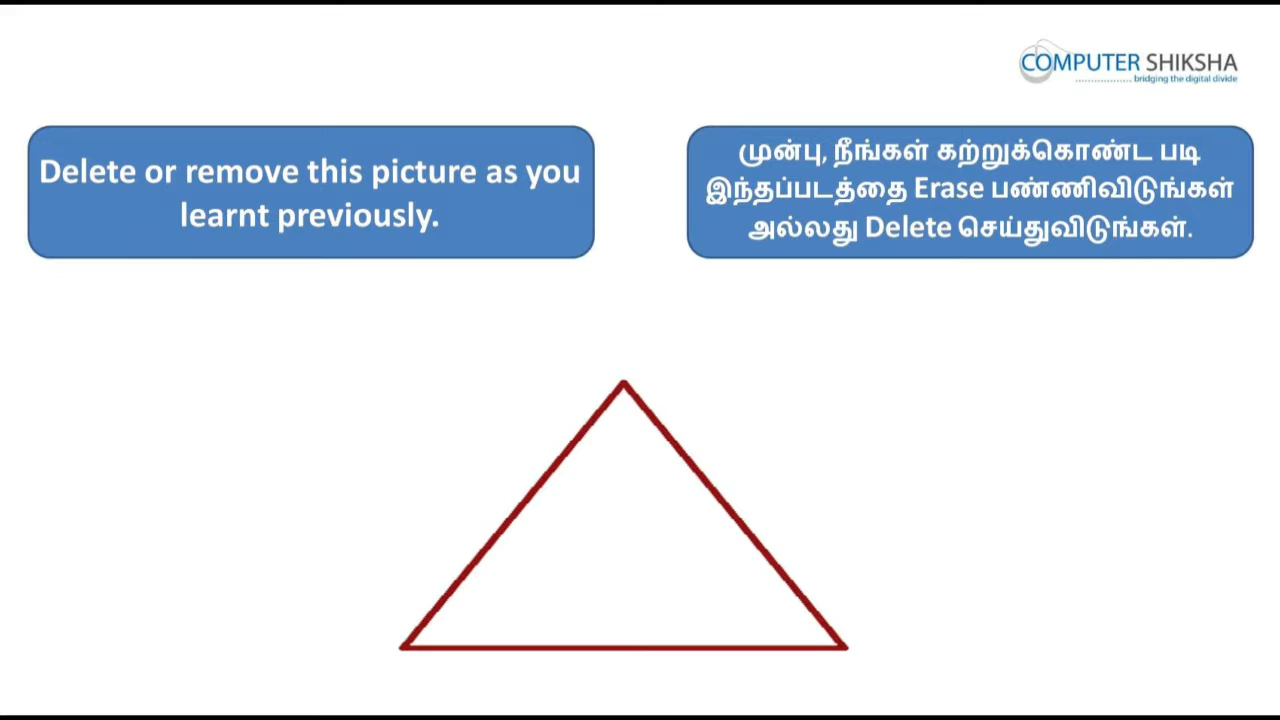 COMPUTER SHIKSHA
bridging the digital divide
Delete or remove this picture as you
learnt previously.
முன்பு, நீங்கள் கற்றுக்கொண்ட படி
இந்தப்படத்தை Erase பண்ணிவிடுங்கள்
அல்லது Delete செய்துவிடுங்கள்.